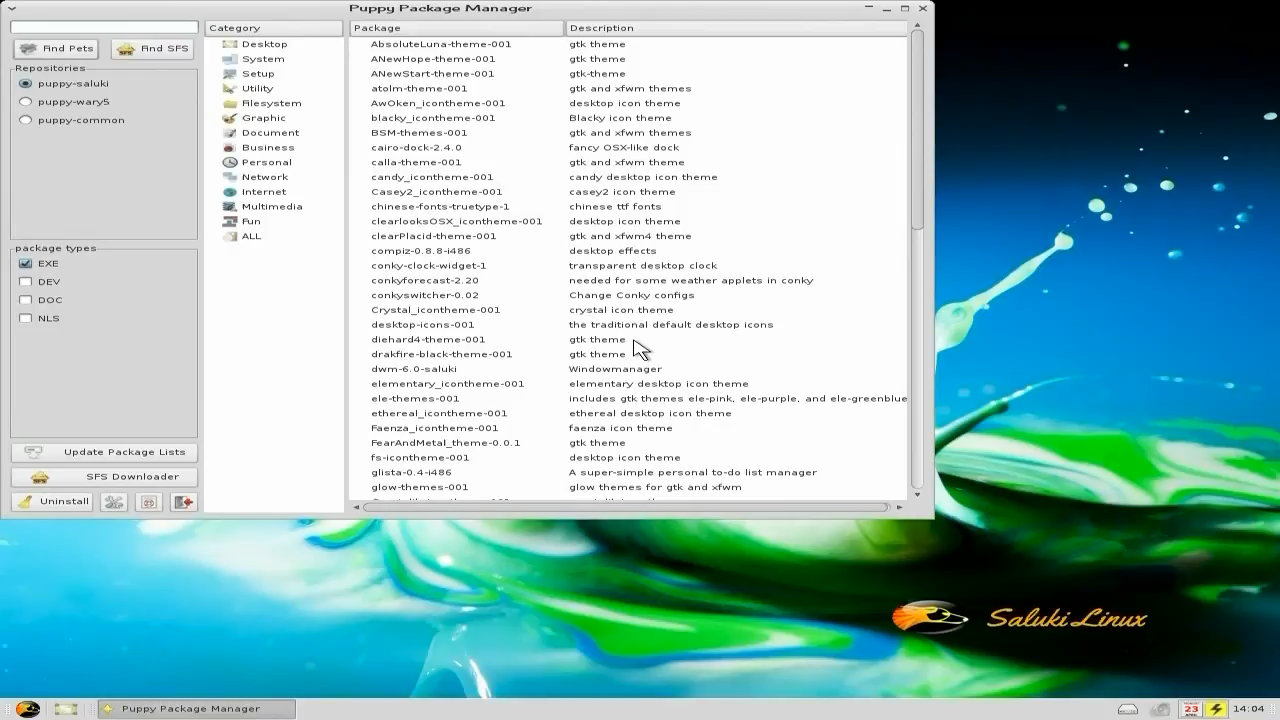 Puppy Package Manager
Find Pets
Find SFS
Repositories
puppy-saluki
puppy-wary5
puppy-common
package types
EXE
DEV
DOC
NLS
Update Package Lists
SFS Downloader
Uninstall
Category
Desktop
System
Setup
Utility
Filesystem
Graphic
Document
Business
Personal
Network
Internet
Multimedia
Fun
ALL
Package Description
AbsoluteLuna-theme-001 gtk theme
ANewHope-theme-001 gtk theme
ANewStart-theme-001 gtk-theme
atolm-theme-001 gtk and xfwm themes
AwOken_icontheme-001 desktop icon theme
blacky_icontheme-001 Blacky icon theme
BSM-themes-001 gtk and xfwm themes
cairo-dock-2.4.0 fancy OSX-like dock
calla-theme-001 gtk and xfwm theme
candy_icontheme-001 candy desktop icon theme
Casey2_icontheme-001 casey2 icon theme
chinese-fonts-truetype-1 chinese ttf fonts
clearlooksOSX_icontheme-001 desktop icon theme
clearPlacid-theme-001 gtk and xfwm4 theme
compiz-0.8.8-i486 desktop effects
conky-clock-widget-1 transparent desktop clock
conkyforecast-2.20 needed for some weather applets in conky
conkyswitcher-0.02 Change Conky configs
Crystal_icontheme-001 crystal icon theme
desktop-icons-001 the traditional default desktop icons
diehard4-theme-001 gtk theme
drakfire-black-theme-001 gtk theme
dwm-6.0-saluki Windowmanager
elementary_icontheme-001 elementary desktop icon theme
ele-themes-001 includes gtk themes ele-pink, ele-purple, and ele-greenblue
ethereal_icontheme-001 ethereal desktop icon theme
Faenza_icontheme-001 faenza icon theme
FearAndMetal_theme-0.0.1 gtk theme
fs-icontheme-001 desktop icon theme
glista-0.4-i486 A super-simple personal to-do list manager
glow-themes-001 glow themes for gtk and xfwm
Saluki Linux
Puppy Package Manager
23
14:04